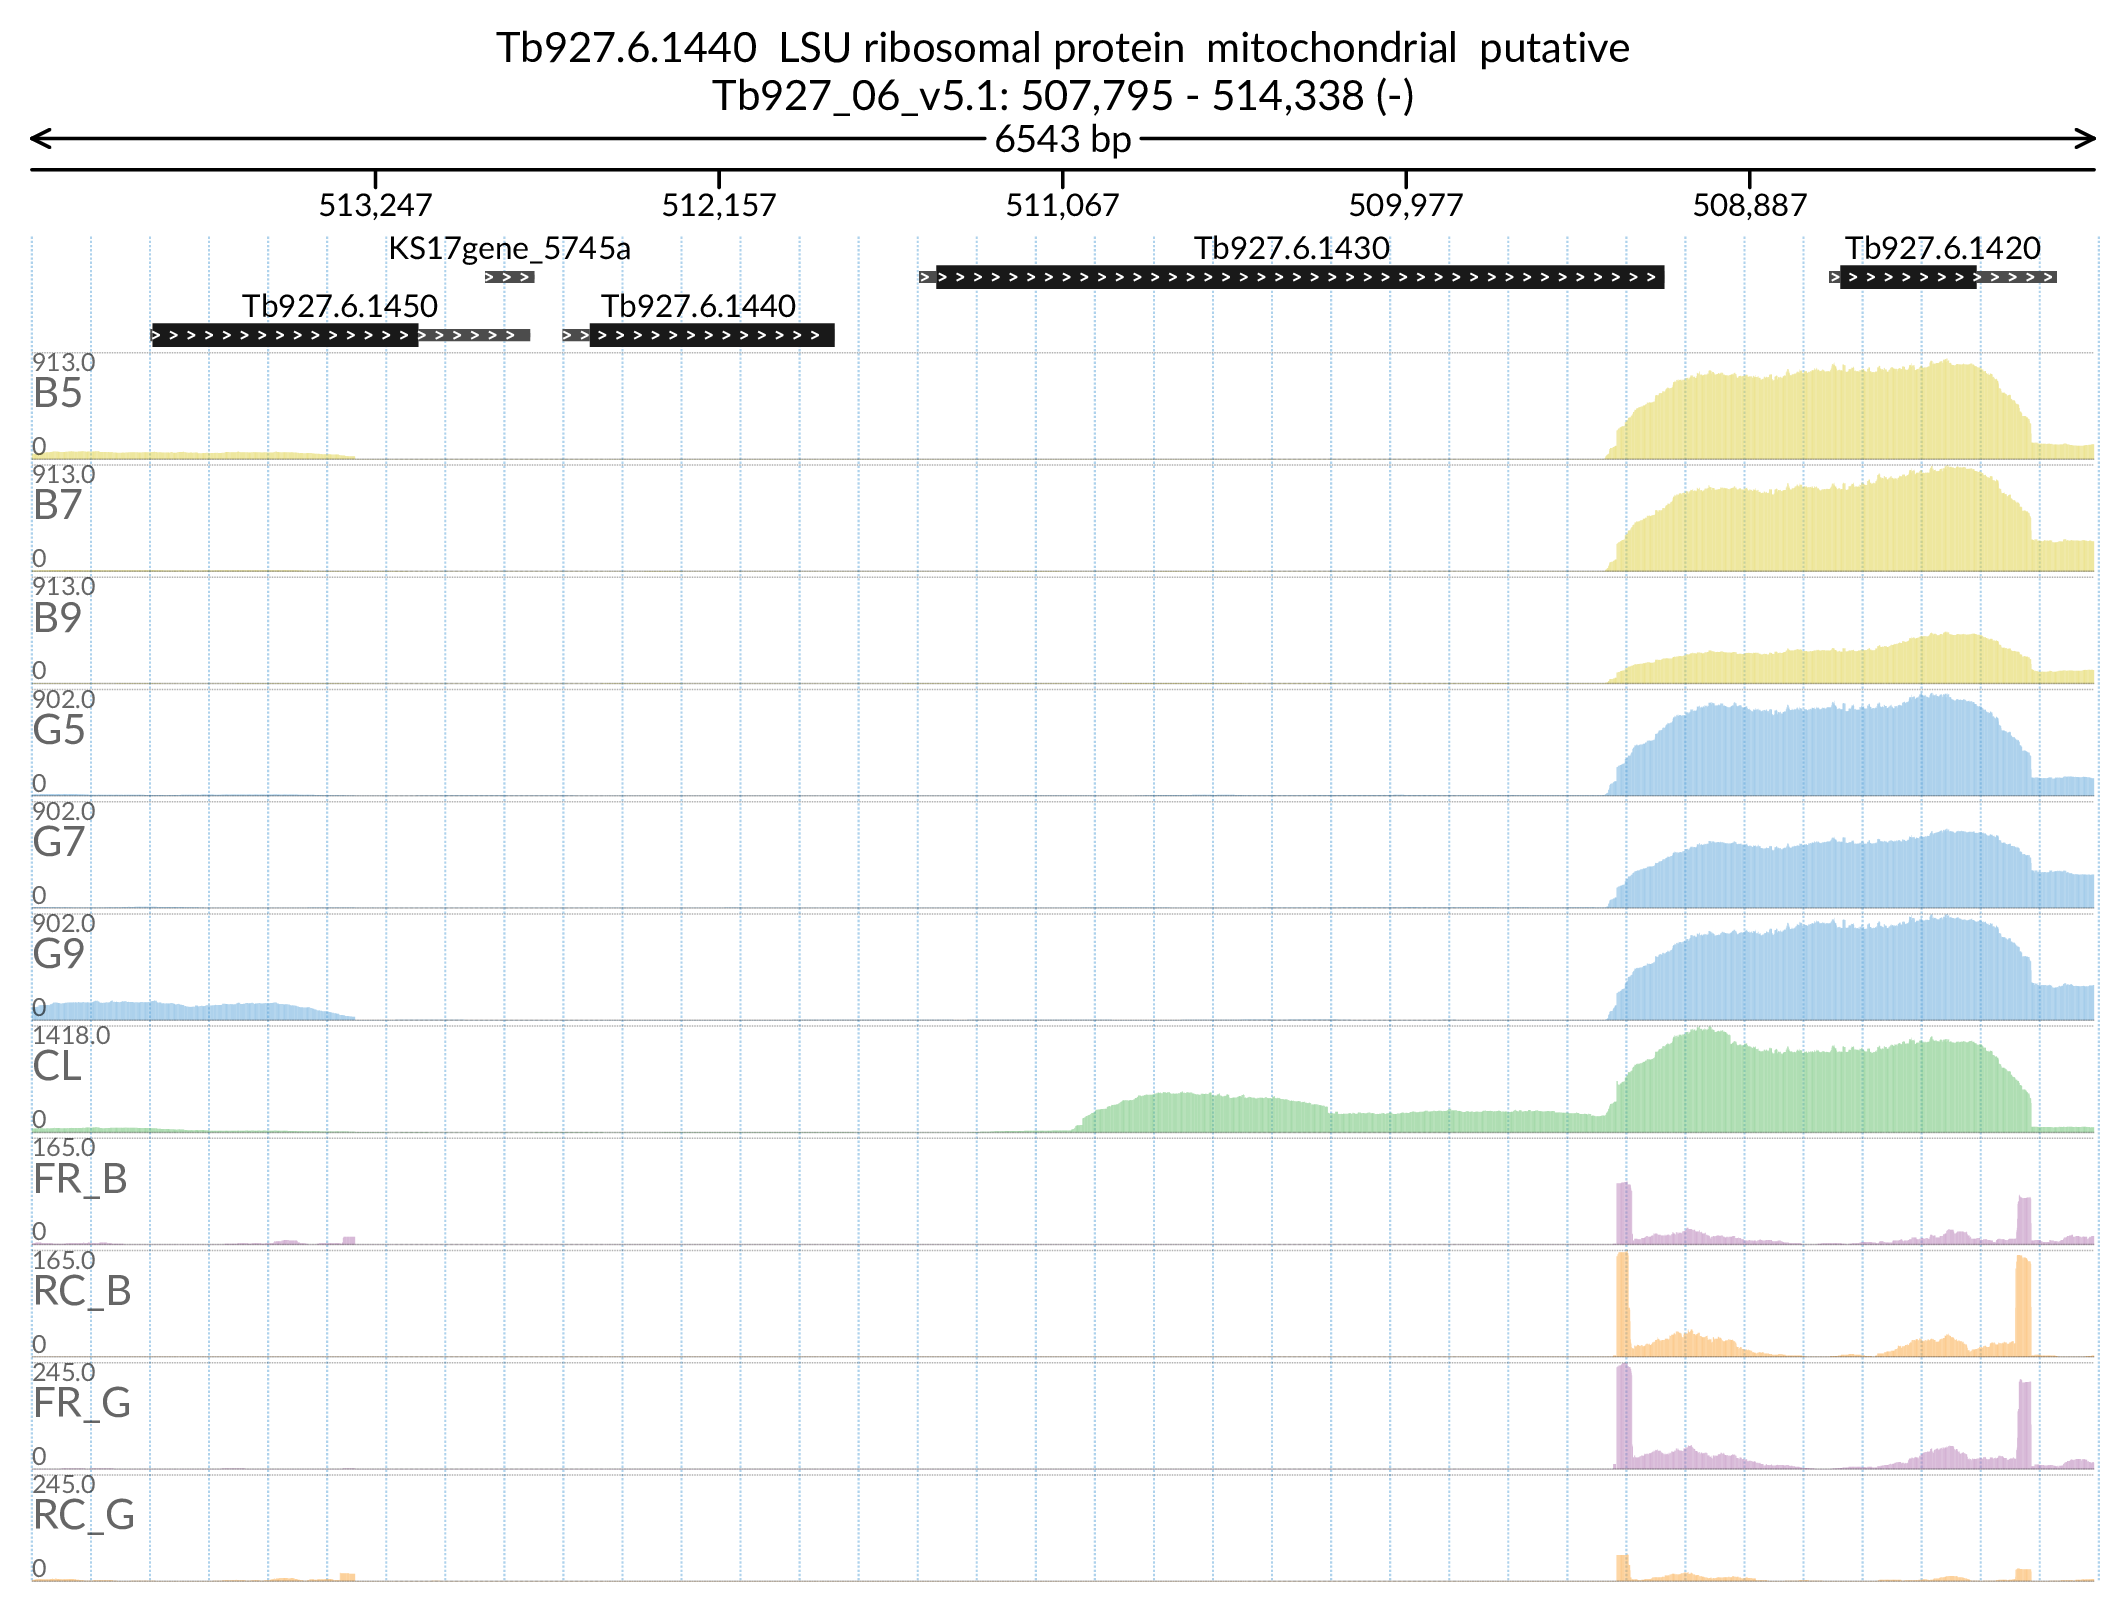 Tb927.6.1440 LSU ribosomal protein mitochondrial putative
Tb927_06_v5.1: 507,795 - 514,338 (-)
6543 bp
513,247 512,157 511,067 509,977 508,887
KS17gene_5745a Tb927.6.1430 Tb927.6.1420
Tb927.6.1450 Tb927.6.1440
913.0
B5
0
913.0
B7
0
913.0
B9
0
902.0
G5
0
902.0
G7
0
902.0
G9
0
1418.0
CL
0
165.0
FR_B
0
165.0
RC_B
0
245.0
FR_G
0
245.0
RC_G
0